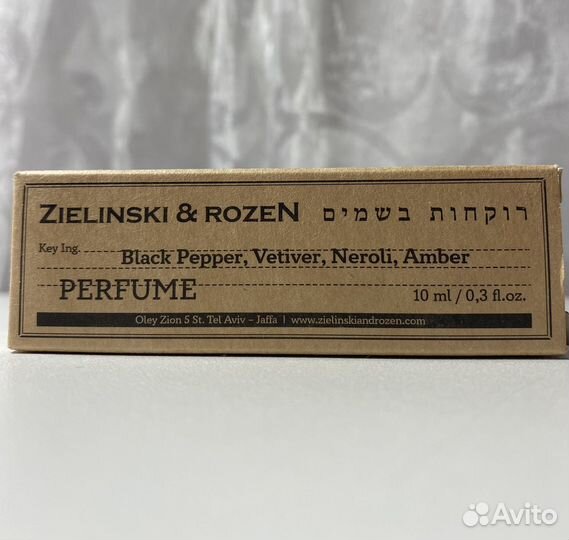 ZIELINSKI & ROZEN רוקחות בשמים
Key Ing. Black Pepper, Vetiver, Neroli, Amber
PERFUME 10 ml / 0,3 fl.oz.
Oley Zion 5 St. Tel Aviv – Jaffa | www.zielinskiandrozen.com
Avito